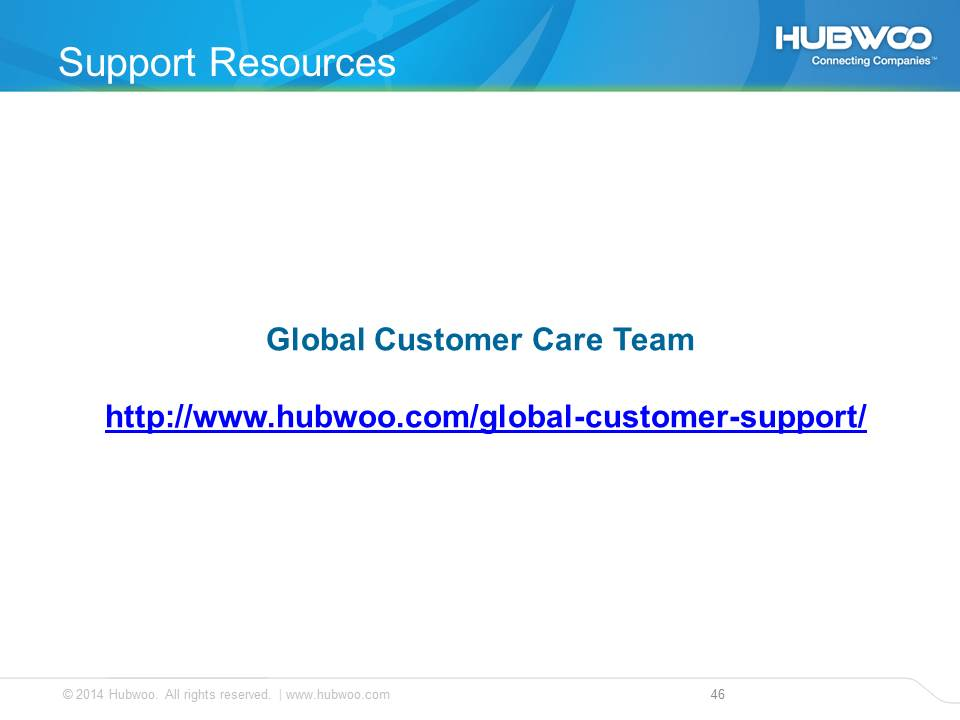 Support Resources
HUBWOO
Connecting Companies™
Global Customer Care Team
http://www.hubwoo.com/global-customer-support/
© 2014 Hubwoo. All rights reserved. | www.hubwoo.com
46